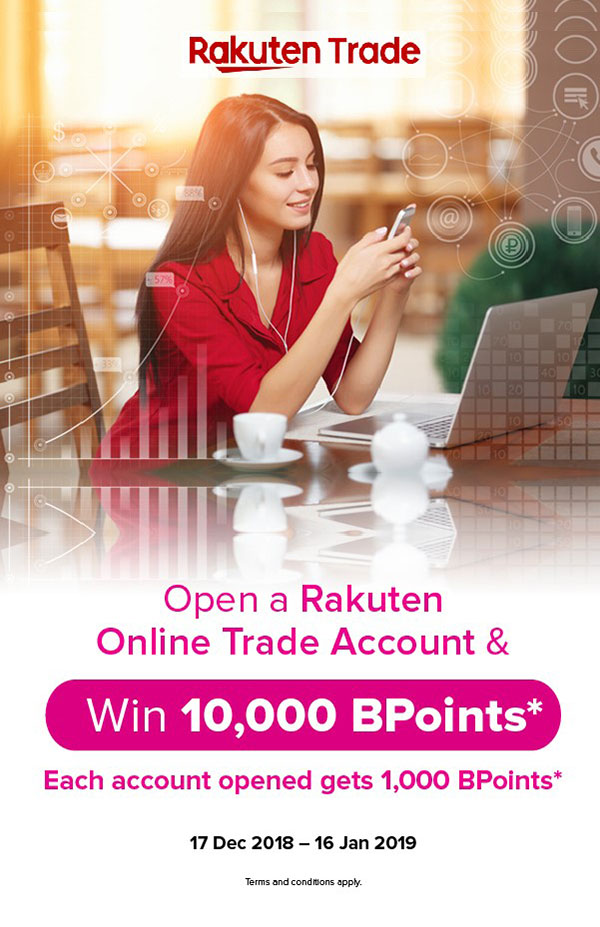 Rakuten Trade
Open a Rakuten
Online Trade Account &
Win 10,000 BPoints*
Each account opened gets 1,000 BPoints*
17 Dec 2018 – 16 Jan 2019
Terms and conditions apply.